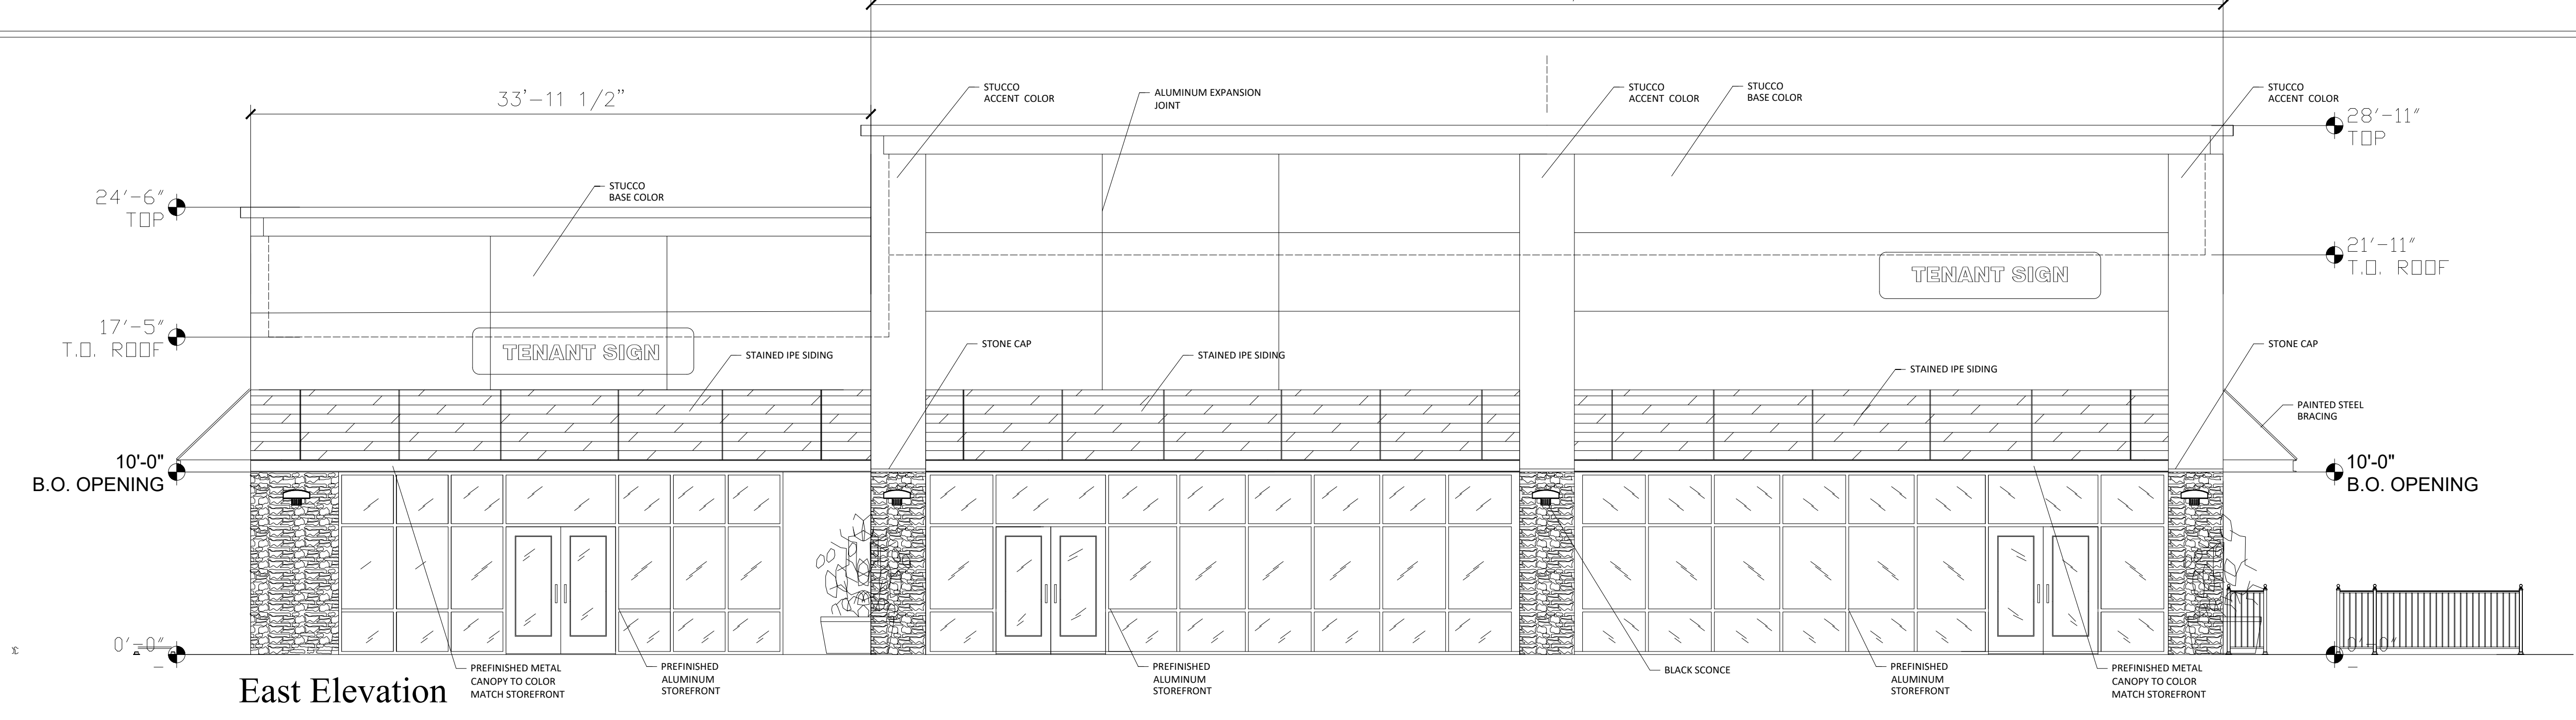 33'-11 1/2"
STUCCO
ACCENT COLOR
ALUMINUM EXPANSION
JOINT
STUCCO
ACCENT COLOR
STUCCO
BASE COLOR
STUCCO
ACCENT COLOR
28'-11"
TOP
24'-6"
TOP
STUCCO
BASE COLOR
21'-11"
T.O. ROOF
TENANT SIGN
17'-5"
T.O. ROOF
TENANT SIGN
STAINED IPE SIDING
STONE CAP
STAINED IPE SIDING
STAINED IPE SIDING
STONE CAP
PAINTED STEEL
BRACING
10'-0"
B.O. OPENING
10'-0"
B.O. OPENING
0'-0"
0'-0"
PREFINISHED METAL
CANOPY TO COLOR
MATCH STOREFRONT
PREFINISHED
ALUMINUM
STOREFRONT
PREFINISHED
ALUMINUM
STOREFRONT
BLACK SCONCE
PREFINISHED
ALUMINUM
STOREFRONT
PREFINISHED METAL
CANOPY TO COLOR
MATCH STOREFRONT
East Elevation